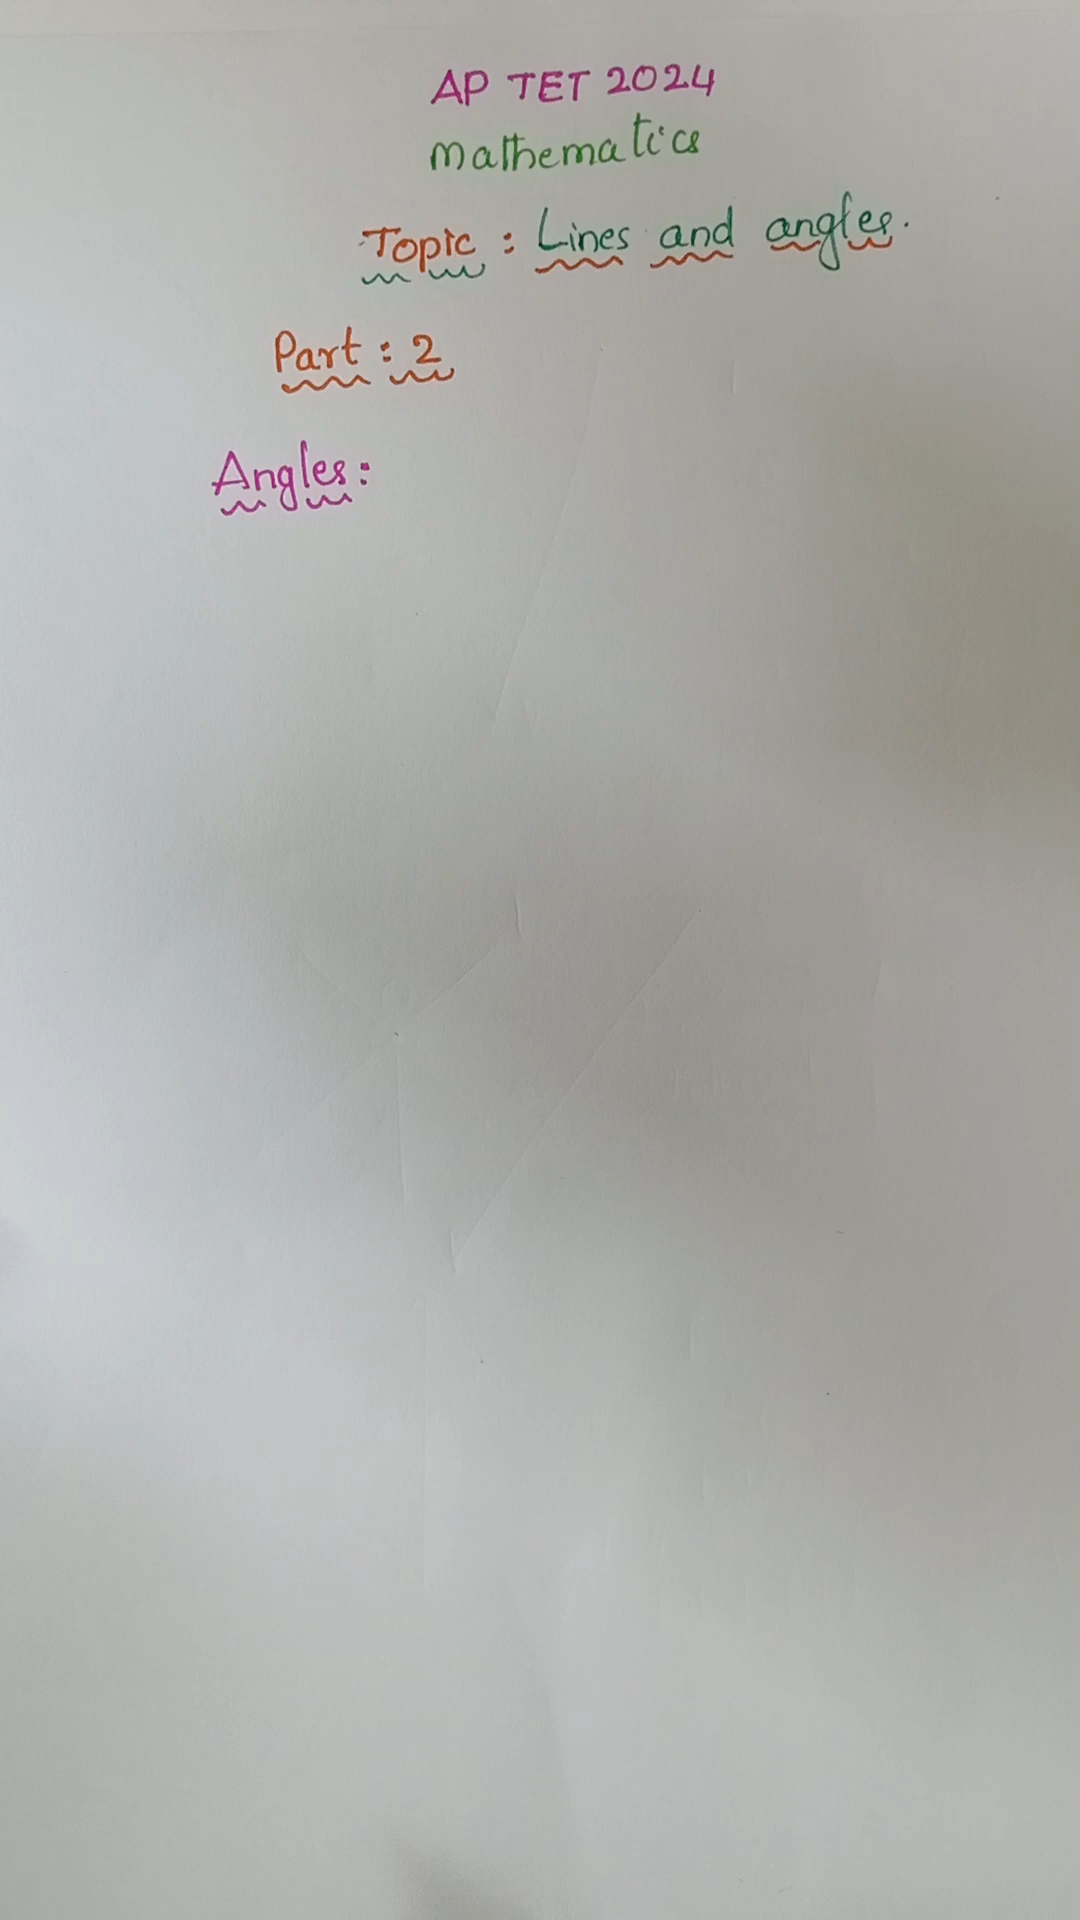 AP TET 2024
Mathematics
Topic : Lines and angles.
Part : 2
Angles :